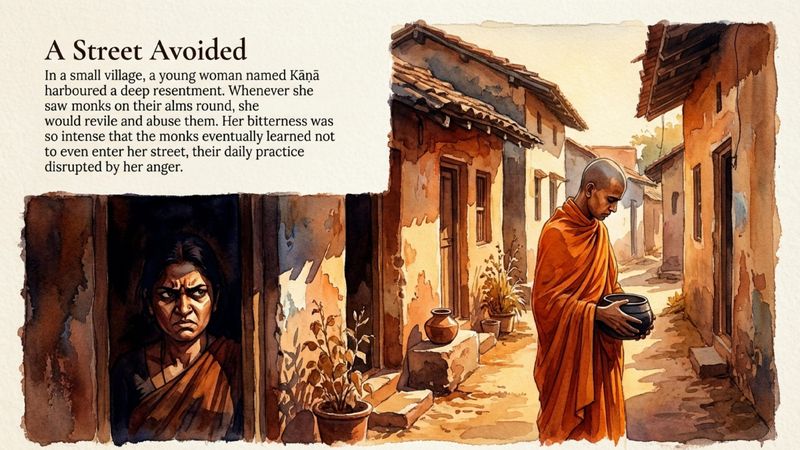 A Street Avoided
In a small village, a young woman named Kāṇā
harboured a deep resentment. Whenever she
saw monks on their alms round, she
would revile and abuse them. Her bitterness was
so intense that the monks eventually learned not
to even enter her street, their daily practice
disrupted by her anger.